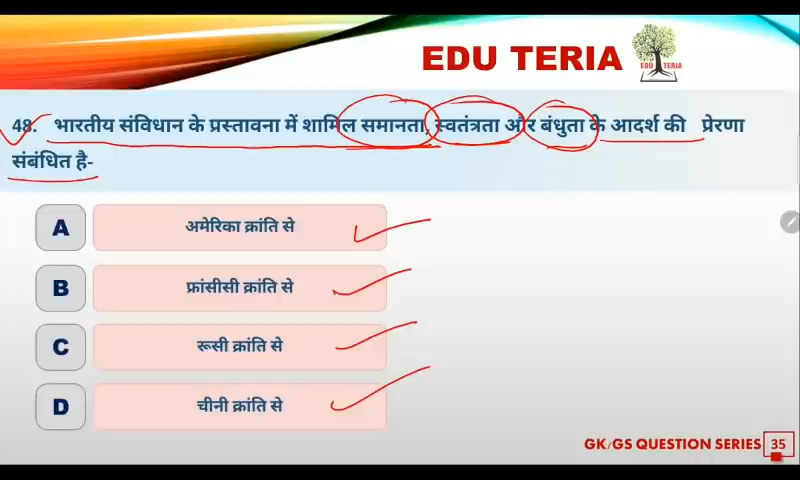 EDU TERIA
EDU TERIA
48. भारतीय संविधान के प्रस्तावना में शामिल समानता, स्वतंत्रता और बंधुता के आदर्श की प्रेरणा
संबंधित है-
A अमेरिका क्रांति से
B फ्रांसीसी क्रांति से
C रूसी क्रांति से
D चीनी क्रांति से
GK/GS QUESTION SERIES 35